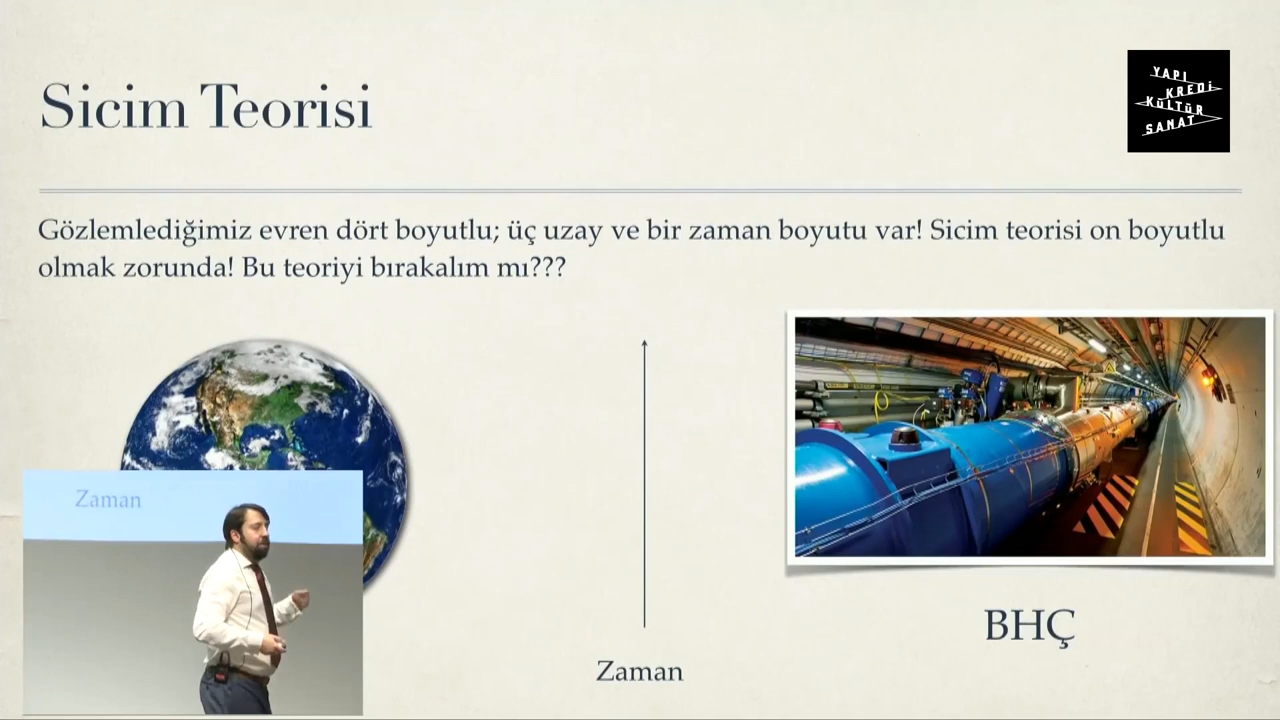 Sicim Teorisi
YAPI
KREDİ
KÜLTÜR
SANAT
Gözlemlediğimiz evren dört boyutlu; üç uzay ve bir zaman boyutu var! Sicim teorisi on boyutlu
olmak zorunda! Bu teoriyi bırakalım mı???
Zaman
BHÇ
Zaman